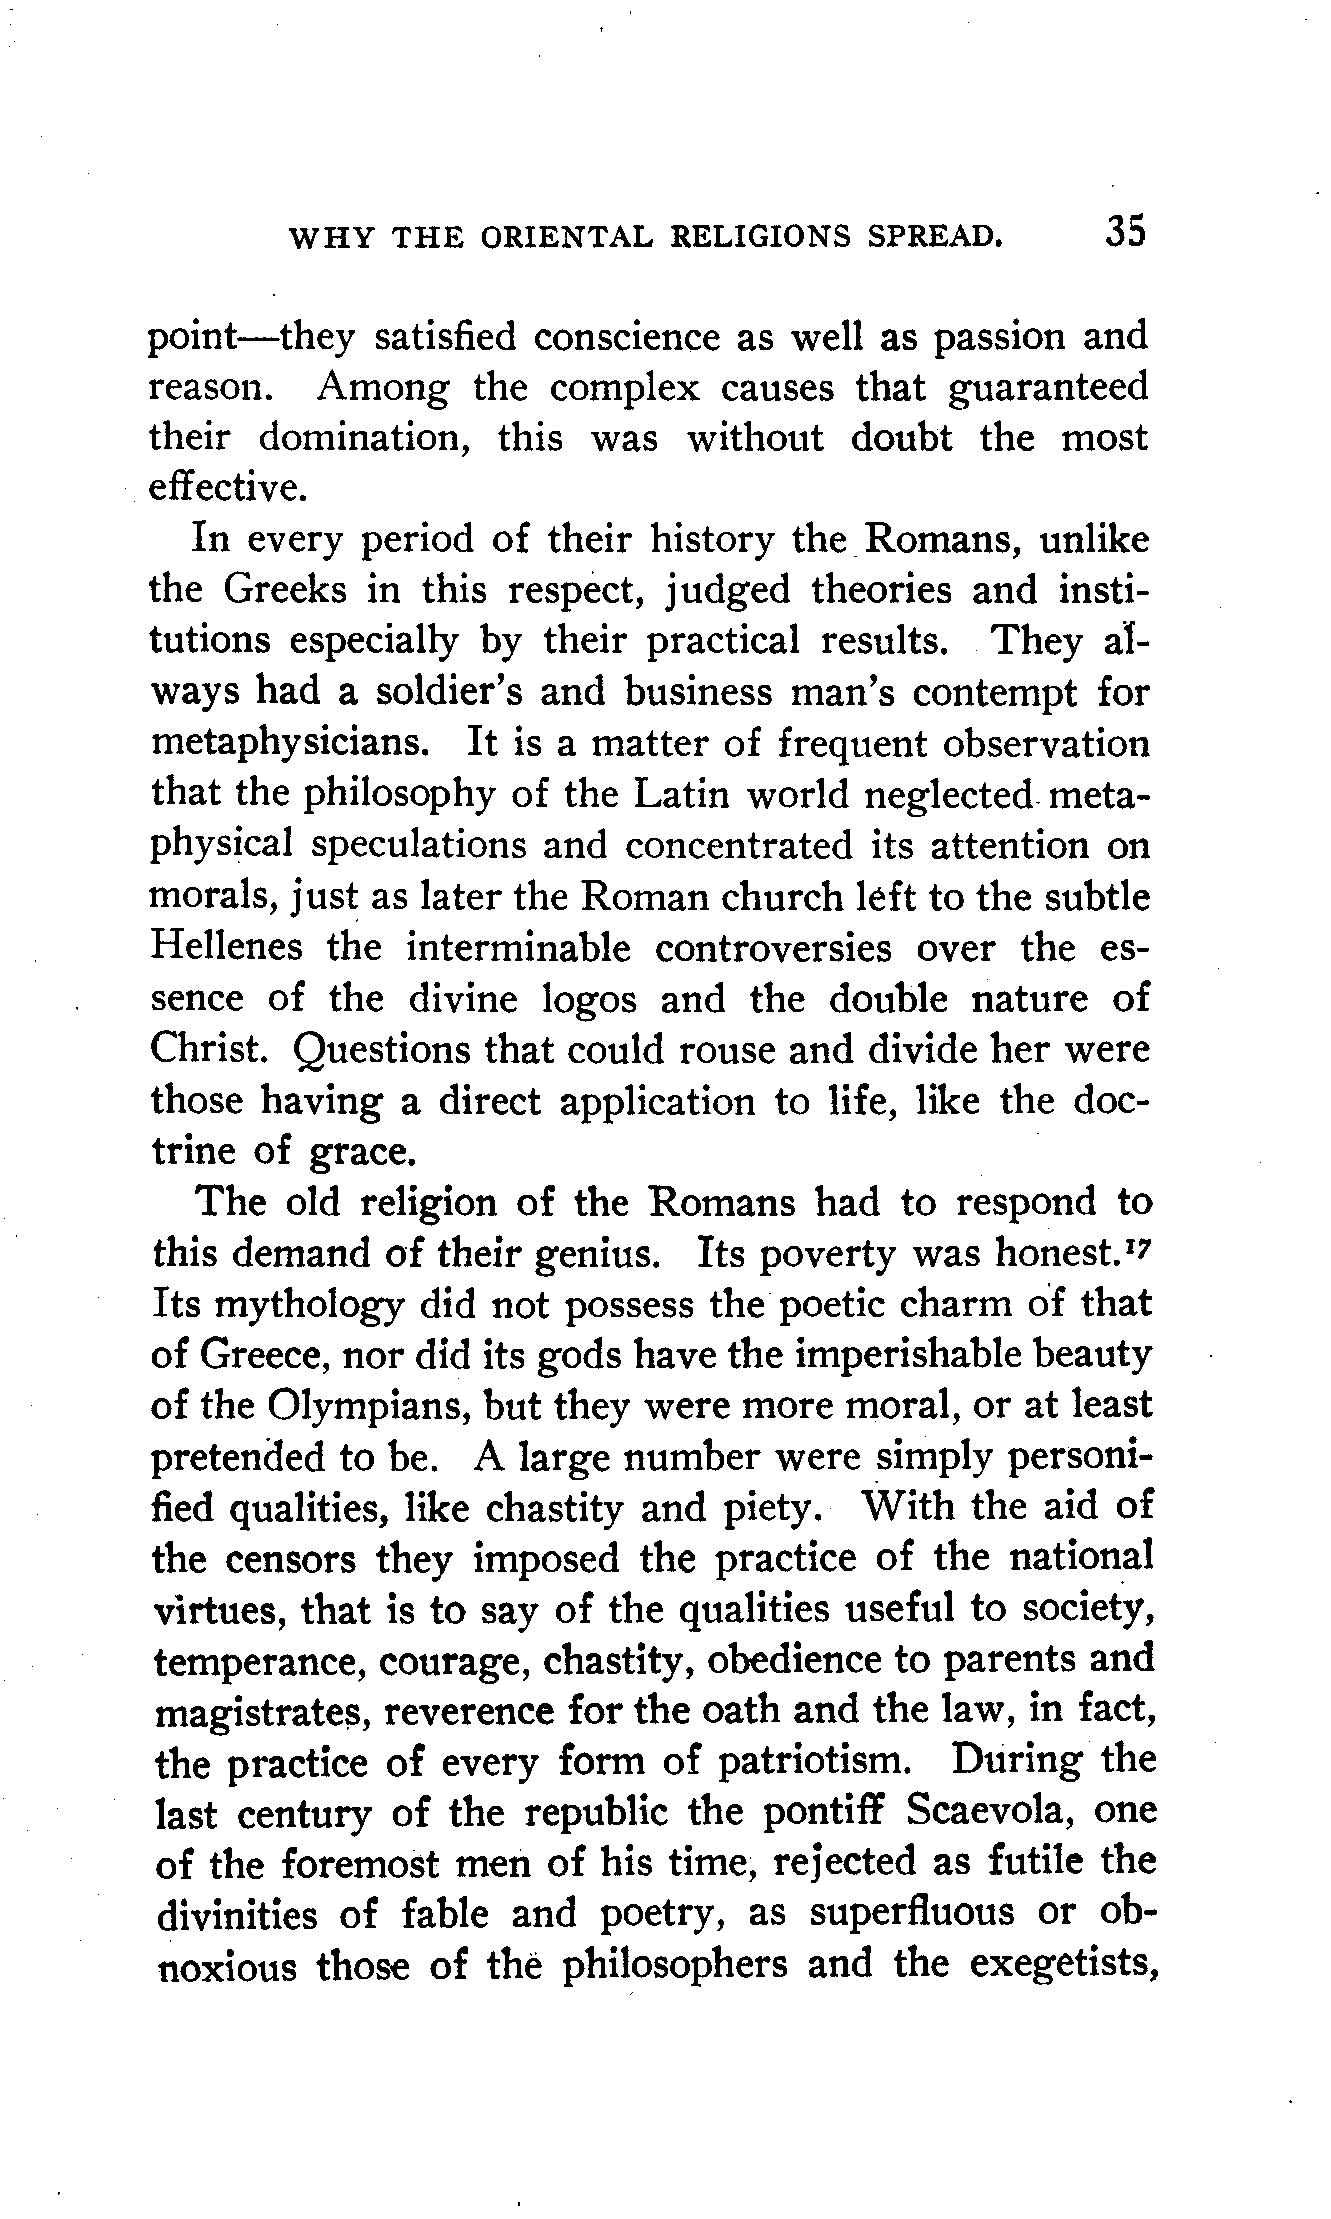 WHY THE ORIENTAL RELIGIONS SPREAD. 35
point—they satisfied conscience as well as passion and
reason. Among the complex causes that guaranteed
their domination, this was without doubt the most
effective.
In every period of their history the Romans, unlike
the Greeks in this respect, judged theories and insti-
tutions especially by their practical results. They al-
ways had a soldier's and business man's contempt for
metaphysicians. It is a matter of frequent observation
that the philosophy of the Latin world neglected meta-
physical speculations and concentrated its attention on
morals, just as later the Roman church left to the subtle
Hellenes the interminable controversies over the es-
sence of the divine logos and the double nature of
Christ. Questions that could rouse and divide her were
those having a direct application to life, like the doc-
trine of grace.
The old religion of the Romans had to respond to
this demand of their genius. Its poverty was honest.¹⁷
Its mythology did not possess the poetic charm of that
of Greece, nor did its gods have the imperishable beauty
of the Olympians, but they were more moral, or at least
pretended to be. A large number were simply personi-
fied qualities, like chastity and piety. With the aid of
the censors they imposed the practice of the national
virtues, that is to say of the qualities useful to society,
temperance, courage, chastity, obedience to parents and
magistrates, reverence for the oath and the law, in fact,
the practice of every form of patriotism. During the
last century of the republic the pontiff Scaevola, one
of the foremost men of his time, rejected as futile the
divinities of fable and poetry, as superfluous or ob-
noxious those of the philosophers and the exegetists,